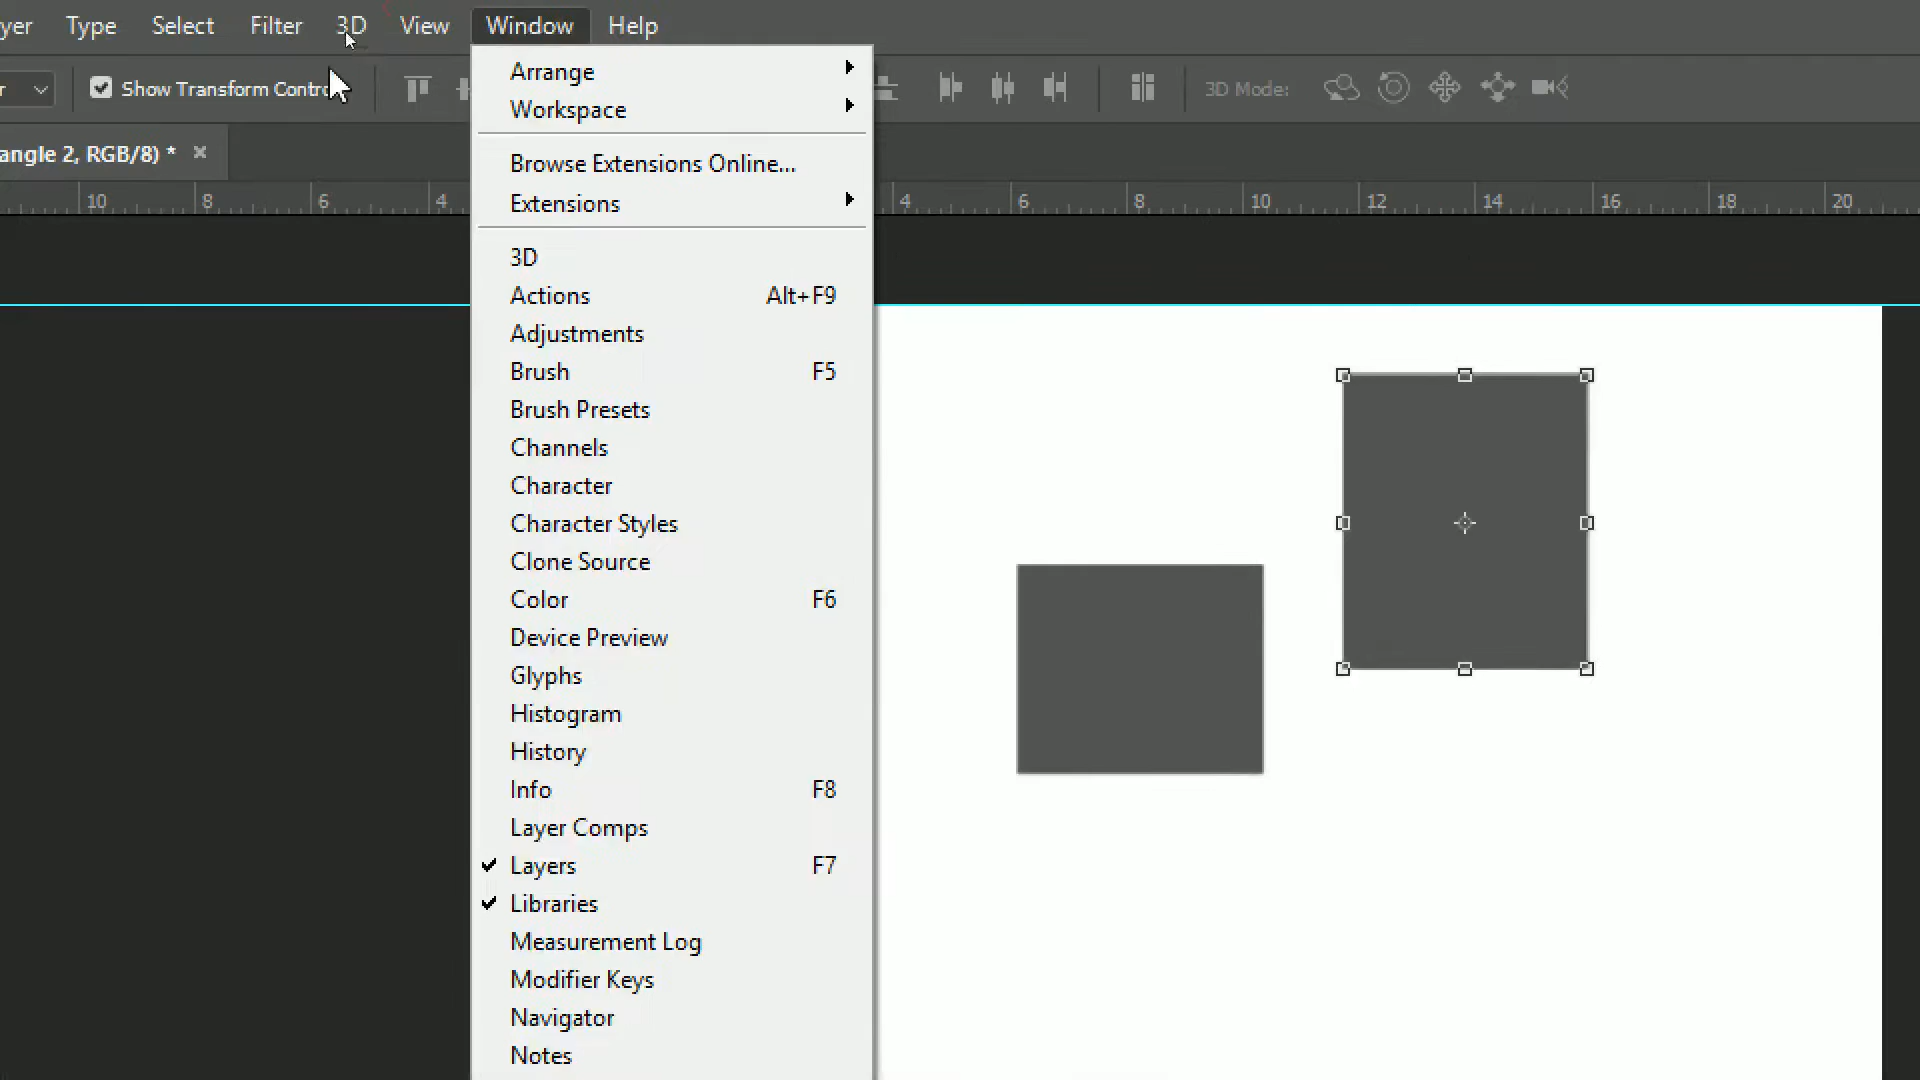 yer Type Select Filter 3D View Window Help
r Show Transform Contro 3D Mode:
angle 2, RGB/8) * ×
10 8 6 4 4 6 8 10 12 14 16 18 20
Arrange
Workspace
Browse Extensions Online...
Extensions
3D
Actions Alt+F9
Adjustments
Brush F5
Brush Presets
Channels
Character
Character Styles
Clone Source
Color F6
Device Preview
Glyphs
Histogram
History
Info F8
Layer Comps
Layers F7
Libraries
Measurement Log
Modifier Keys
Navigator
Notes